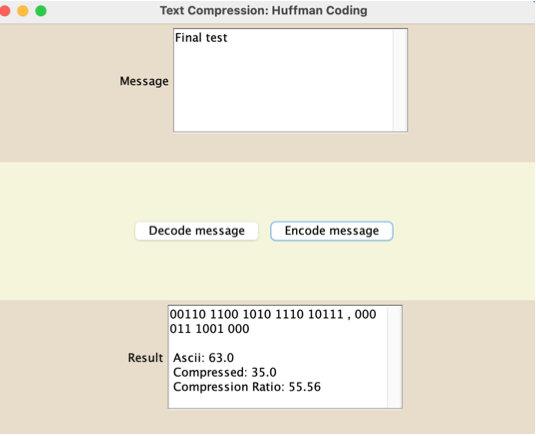 Text Compression: Huffman Coding
Message
Final test
Decode message
Encode message
Result
00110 1100 1010 1110 10111 , 000
011 1001 000
Ascii: 63.0
Compressed: 35.0
Compression Ratio: 55.56